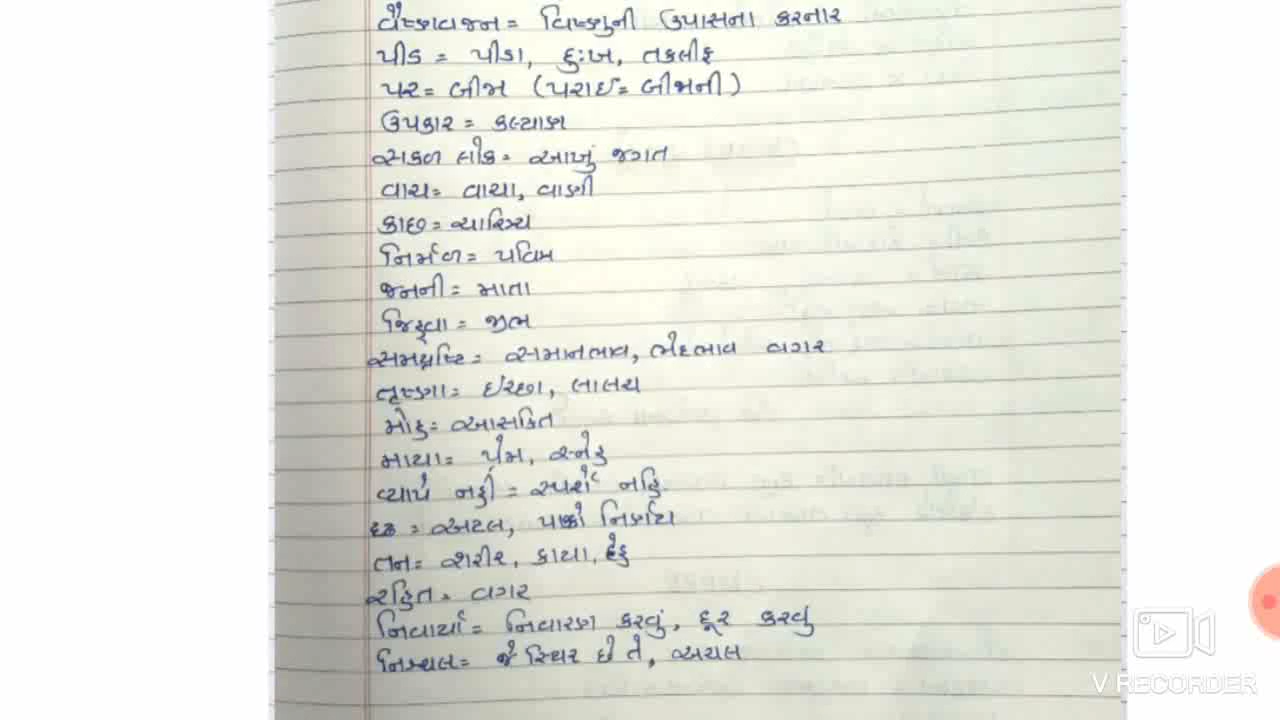 વૈષ્ણવજન = વિષ્ણુની ઉપાસના કરનાર
પીડ = પીડા, દુઃખ, તકલીફ
પર = બીજા (પરાઈ = બીજાની)
ઉપકાર = કલ્યાણ
સકળ લોક = આખું જગત
વાચ = વાચા, વાણી
કાછ = ચારિત્ર્ય
નિર્મળ = પવિત્ર
જનની = માતા
જિહ્વા = જીભ
સમદ્રષ્ટિ = સમાનભાવ, ભેદભાવ વગર
તૃષ્ણા = ઈચ્છા, લાલચ
મોહ = આસક્તિ
માયા = પ્રેમ, સ્નેહ
વ્યાપે નહીં = સ્પર્શે નહિ.
દ્રઢ = અટલ, પાક્કો નિર્ણય
તન = શરીર, કાયા, દેહ
રહિત = વગર
નિવાર્યા = નિવારણ કરવું, દૂર કરવું
નિશ્ચલ = જે સ્થિર છે તે, અચલ
V RECORDER